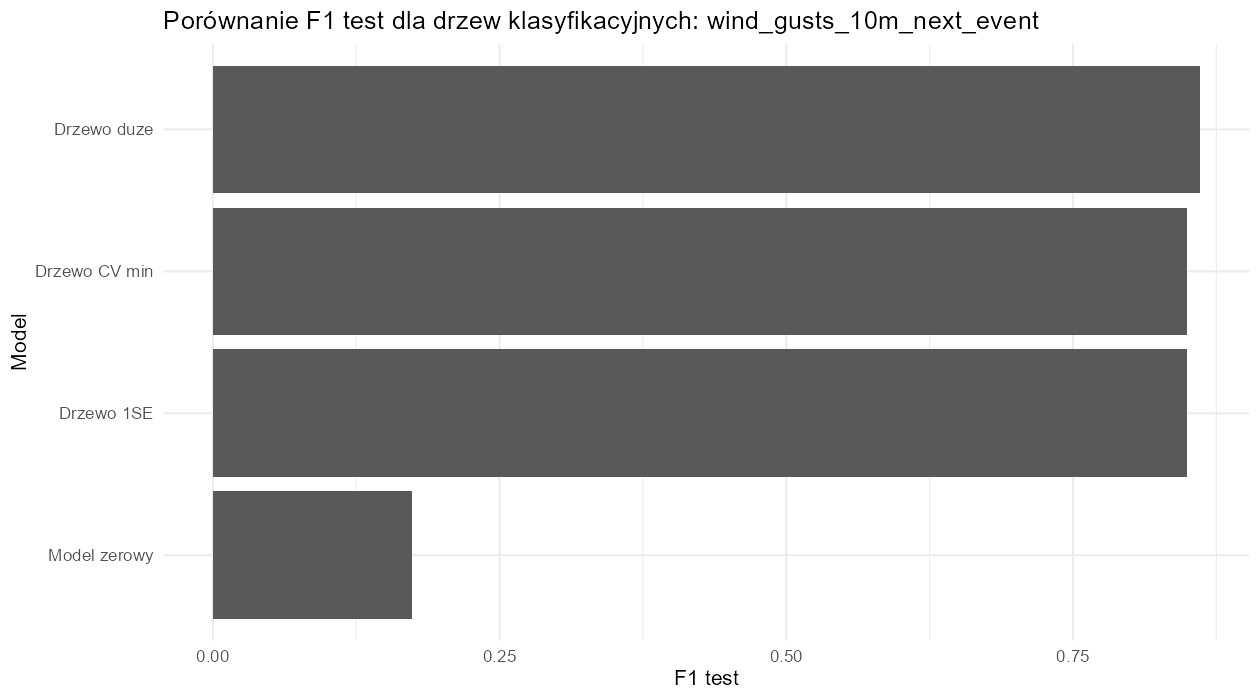 Porównanie F1 test dla drzew klasyfikacyjnych: wind_gusts_10m_next_event
Drzewo duze
Drzewo CV min
Drzewo 1SE
Model zerowy
Model
0.00 0.25 0.50 0.75
F1 test